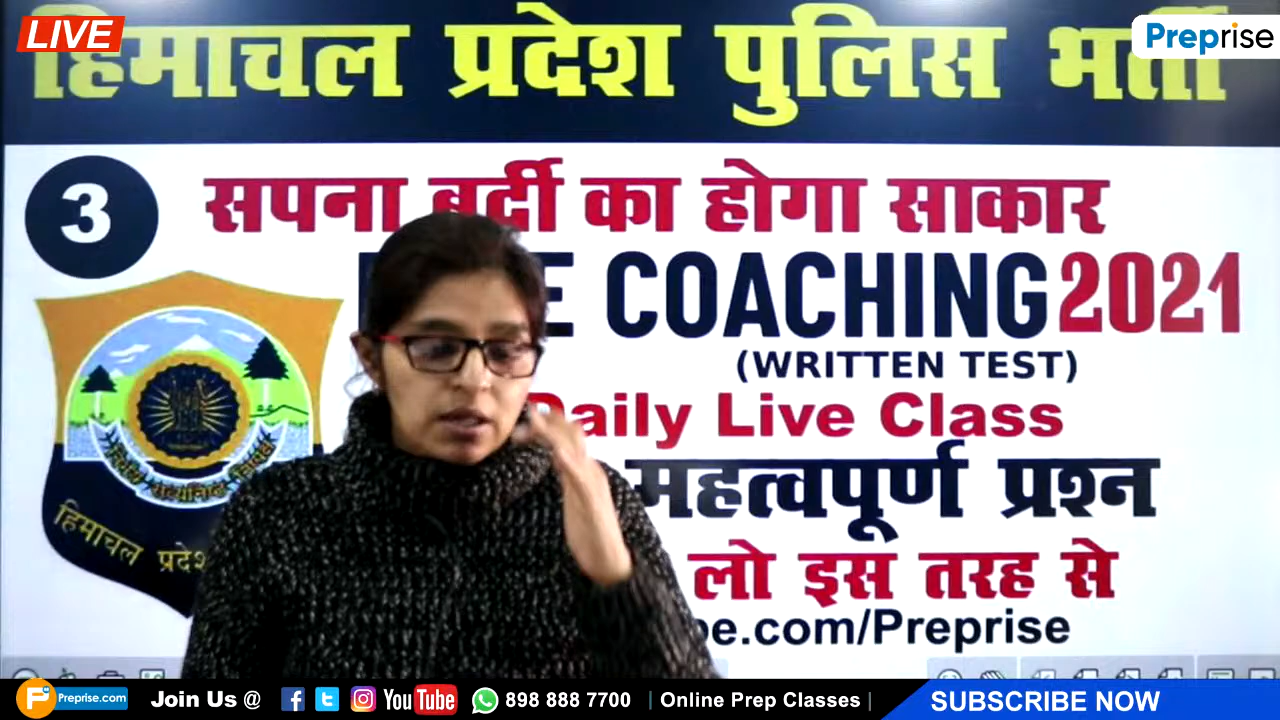 LIVE
Preprise
हिमाचल प्रदेश पुलिस भर्ती
3
सपना वर्दी का होगा साकार
COACHING 2021
(WRITTEN TEST)
Daily Live Class
महत्वपूर्ण प्रश्न
लो इस तरह से
be.com/Preprise
हिमाचल प्रदेश
Preprise.com
Join Us @
You Tube
898 888 7700
| Online Prep Classes |
SUBSCRIBE NOW